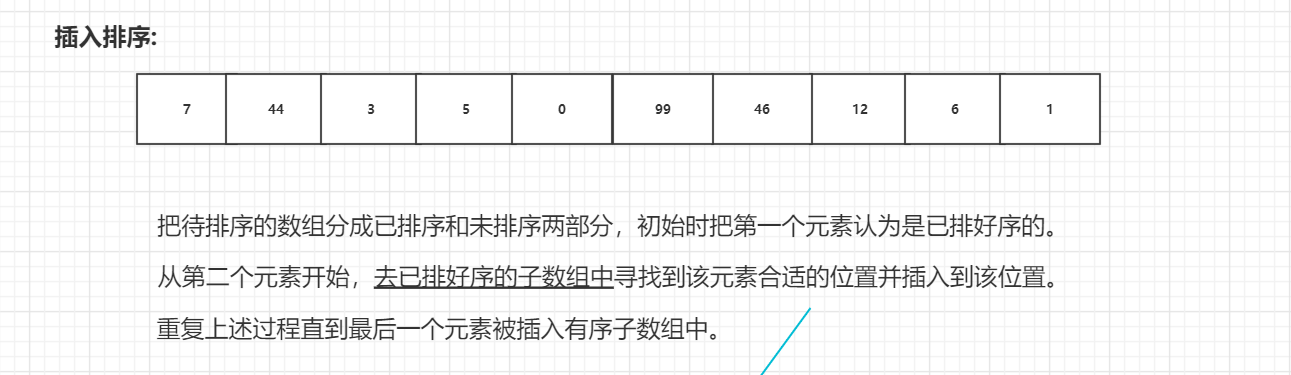 插入排序:
7 44 3 5 0 99 46 12 6 1
把待排序的数组分成已排序和未排序两部分，初始时把第一个元素认为是已排好序的。
从第二个元素开始，去已排好序的子数组中寻找到该元素合适的位置并插入到该位置。
重复上述过程直到最后一个元素被插入有序子数组中。